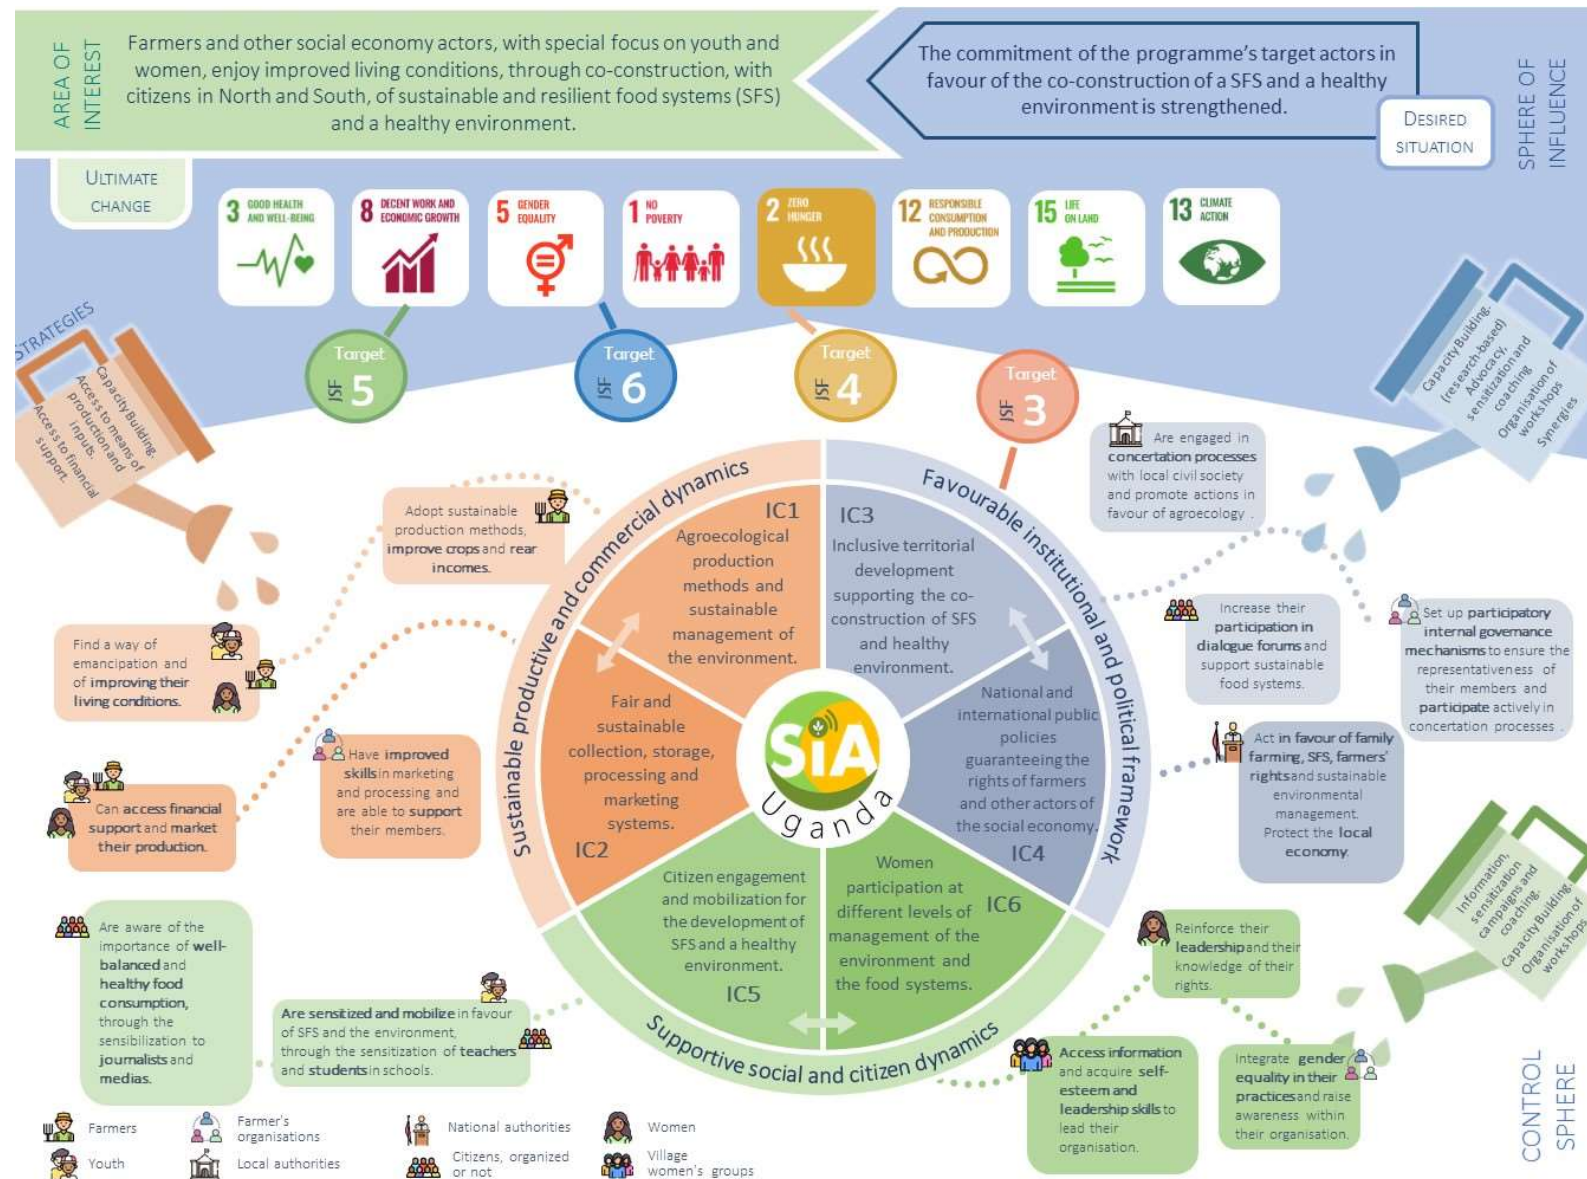 AREA OF
INTEREST
Farmers and other social economy actors, with special focus on youth and
women, enjoy improved living conditions, through co-construction, with
citizens in North and South, of sustainable and resilient food systems (SFS)
and a healthy environment.
The commitment of the programme's target actors in
favour of the co-construction of a SFS and a healthy
environment is strengthened.
DESIRED
SITUATION
SPHERE OF
INFLUENCE
ULTIMATE
CHANGE
3 GOOD HEALTH
AND WELL-BEING
8 DECENT WORK AND
ECONOMIC GROWTH
5 GENDER
EQUALITY
1 NO
POVERTY
2 ZERO
HUNGER
12 RESPONSIBLE
CONSUMPTION
AND PRODUCTION
15 LIFE
ON LAND
13 CLIMATE
ACTION
STRATEGIES
Capacity Building.
Access to means of
production and
inputs.
Access to financial
support.
Target
JSF 5
Target
JSF 6
Target
JSF 4
Target
JSF 3
Capacity Building.
(research-based)
Advocacy,
sensitization and
coaching
Organisation of
workshops
Synergies
Adopt sustainable
production methods,
improve crops and rear
incomes.
Find a way of
emancipation and
of improving their
living conditions.
Can access financial
support and market
their production.
Have improved
skills in marketing
and processing and
are able to support
their members.
Sustainable productive and commercial dynamics
IC1
Agroecological
production
methods and
sustainable
management of
the environment.
Fair and
sustainable
collection, storage,
processing and
marketing
systems.
IC2
Favourable institutional and political framework
IC3
Inclusive territorial
development
supporting the co-
construction of SFS
and healthy
environment.
National and
international public
policies
guaranteeing the
rights of farmers
and other actors of
the social economy.
IC4
SiA
Uganda
Citizen engagement
and mobilization for
the development of
SFS and a healthy
environment.
IC5
Women
participation at
different levels of
management of the
environment and
the food systems.
IC6
Supportive social and citizen dynamics
Are engaged in
concertation processes
with local civil society
and promote actions in
favour of agroecology .
Increase their
participation in
dialogue forums and
support sustainable
food systems.
Set up participatory
internal governance
mechanisms to ensure the
representativeness of
their members and
participate actively in
concertation processes .
Act in favour of family
farming, SFS, farmers'
rights and sustainable
environmental
management.
Protect the local
economy.
Information,
sensitization
campaigns and
coaching.
Capacity Building.
Organisation of
workshops
Are aware of the
importance of well-
balanced and
healthy food
consumption,
through the
sensibilization to
journalists and
medias.
Are sensitized and mobilize in favour
of SFS and the environment,
through the sensitization of teachers
and students in schools.
Reinforce their
leadership and their
knowledge of their
rights.
Access information
and acquire self-
esteem and
leadership skills to
lead their
organisation.
Integrate gender
equality in their
practices and raise
awareness within
their organisation.
CONTROL
SPHERE
Farmers
Farmer's
organisations
National authorities
Women
Youth
Local authorities
Citizens, organized
or not
Village
women's groups